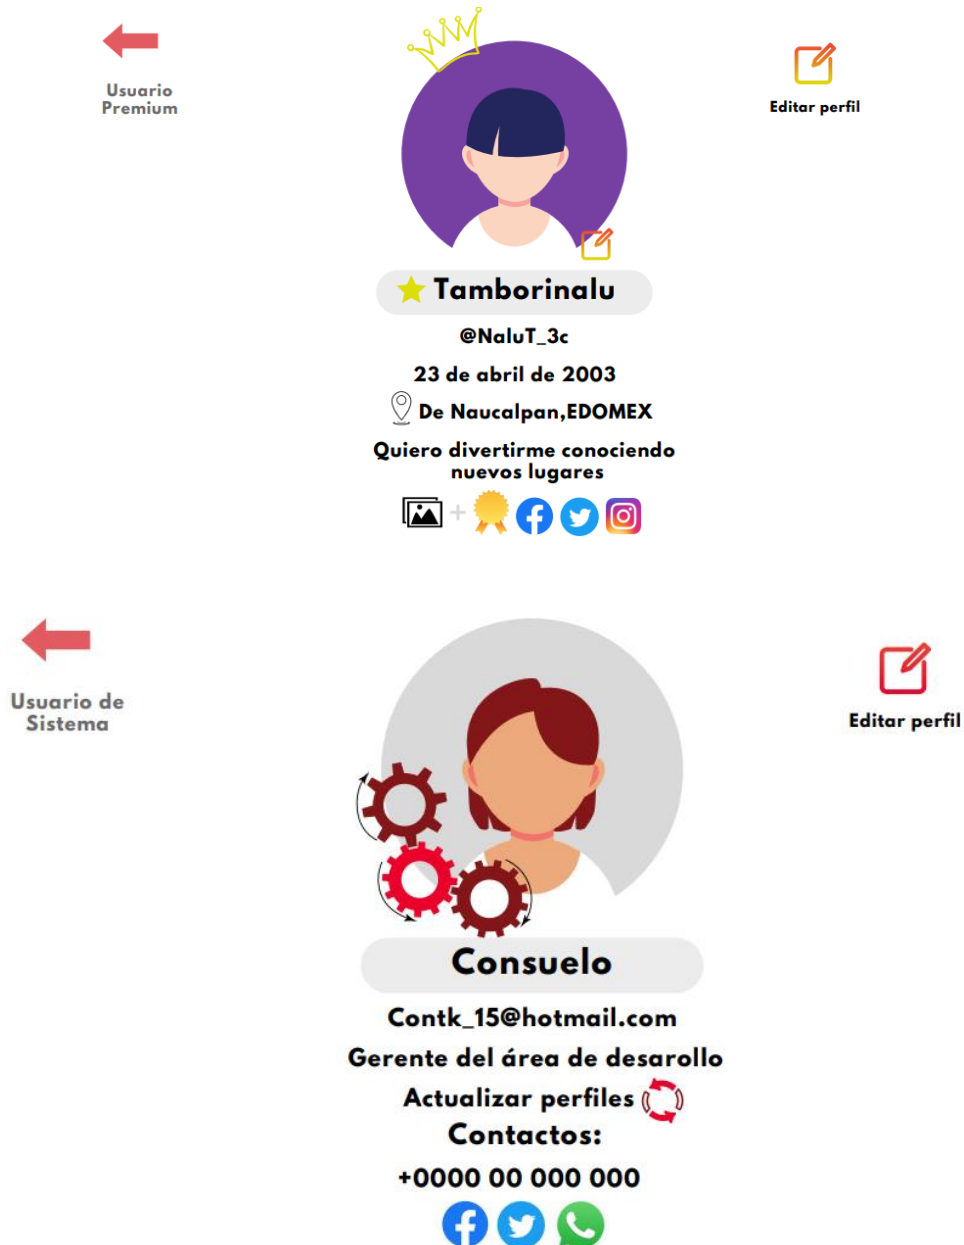 Usuario
Premium
Editar perfil
Tamborinalu
@NaluT_3c
23 de abril de 2003
De Naucalpan,EDOMEX
Quiero divertirme conociendo
nuevos lugares
Usuario de
Sistema
Editar perfil
Consuelo
Contk_15@hotmail.com
Gerente del área de desarollo
Actualizar perfiles
Contactos:
+0000 00 000 000